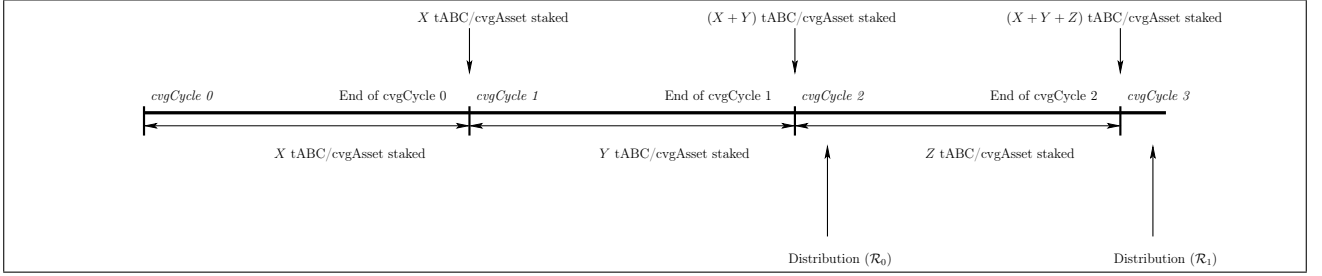 X tABC/cvgAsset staked
(X + Y) tABC/cvgAsset staked
(X + Y + Z) tABC/cvgAsset staked
cvgCycle 0
End of cvgCycle 0
cvgCycle 1
End of cvgCycle 1
cvgCycle 2
End of cvgCycle 2
cvgCycle 3
X tABC/cvgAsset staked
Y tABC/cvgAsset staked
Z tABC/cvgAsset staked
Distribution (ℛ₀)
Distribution (ℛ₁)